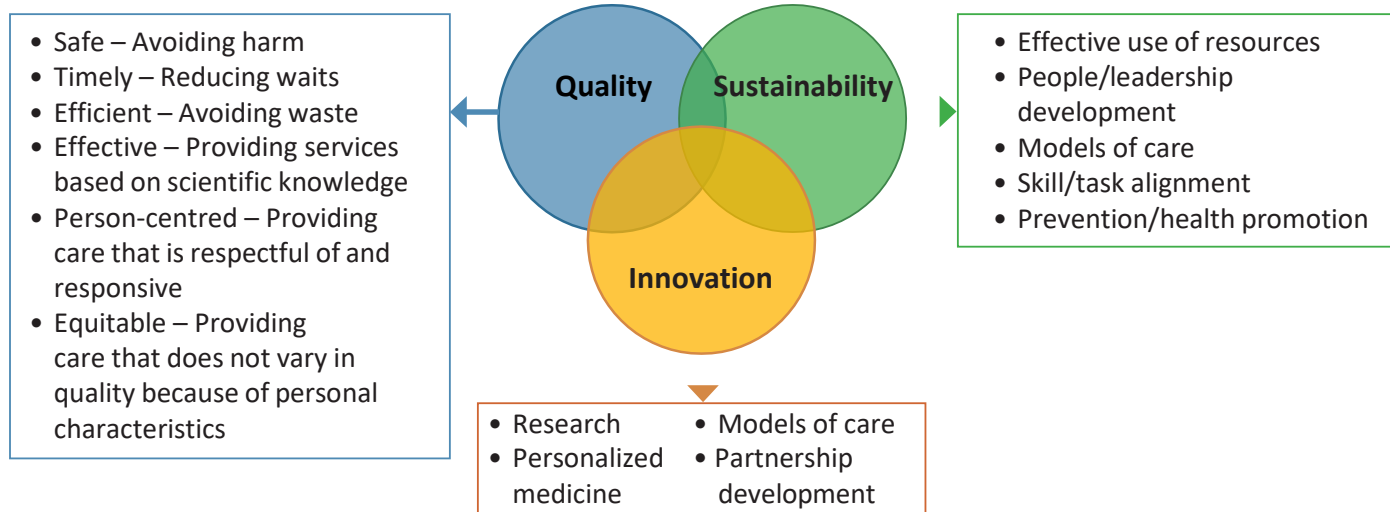 • Safe – Avoiding harm
• Timely – Reducing waits
• Efficient – Avoiding waste
• Effective – Providing services
based on scientific knowledge
• Person-centred – Providing
care that is respectful of and
responsive
• Equitable – Providing
care that does not vary in
quality because of personal
characteristics
Quality
Sustainability
Innovation
• Effective use of resources
• People/leadership
development
• Models of care
• Skill/task alignment
• Prevention/health promotion
• Research
• Personalized
medicine
• Models of care
• Partnership
development